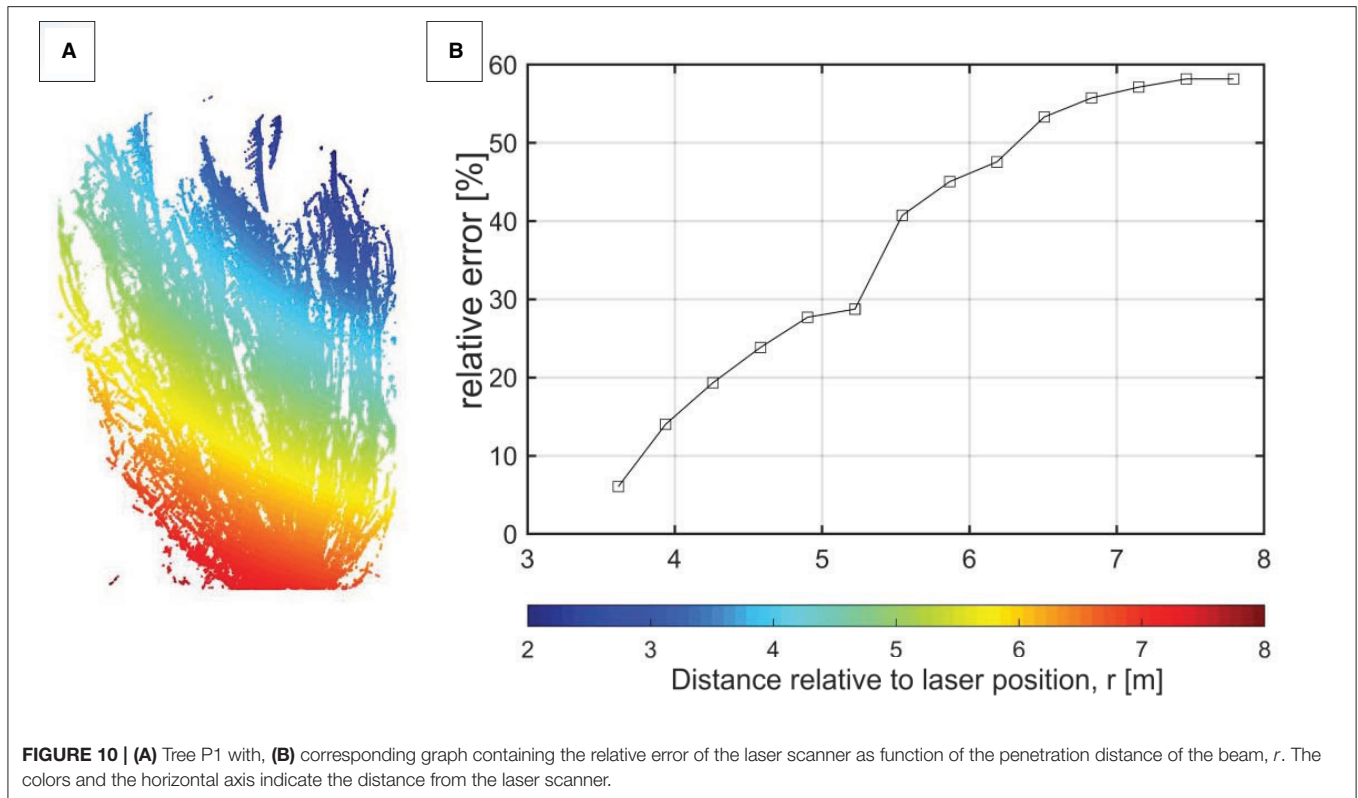 A
B
60
50
40
30
20
10
0
relative error [%]
3 4 5 6 7 8
2 3 4 5 6 7 8
Distance relative to laser position, r [m]
FIGURE 10 | (A) Tree P1 with, (B) corresponding graph containing the relative error of the laser scanner as function of the penetration distance of the beam, r. The
colors and the horizontal axis indicate the distance from the laser scanner.